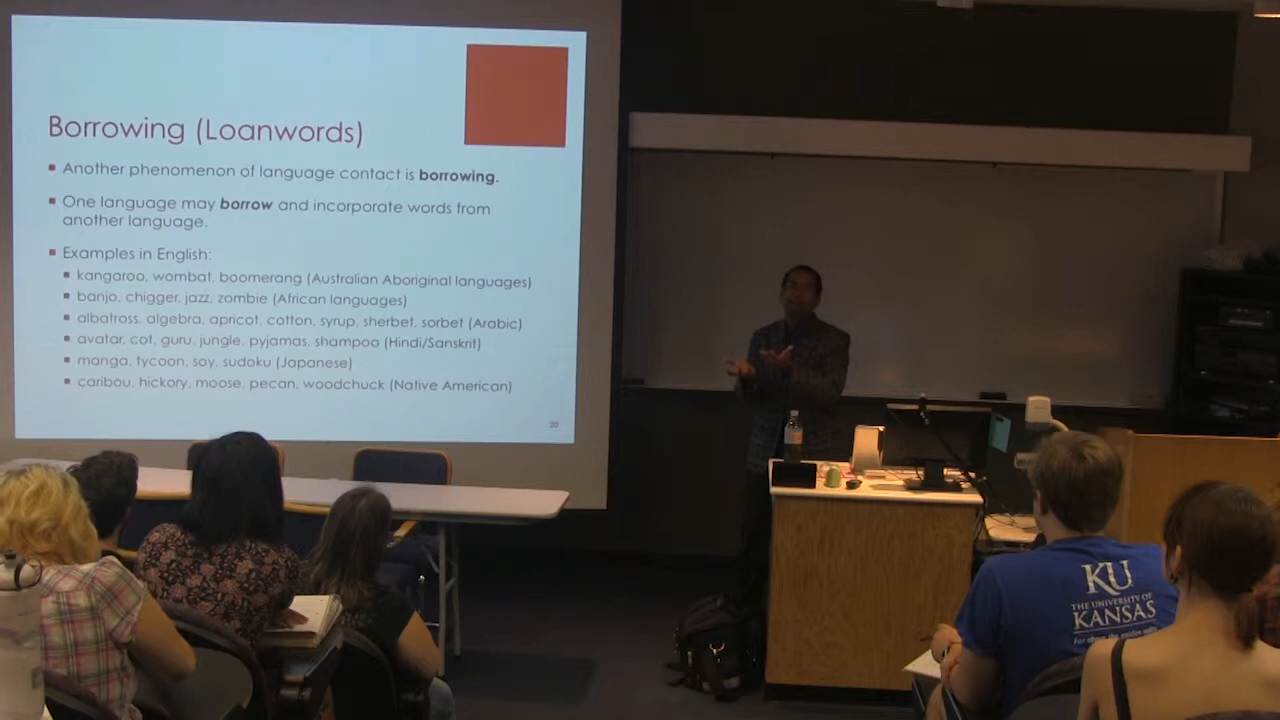 Borrowing (Loanwords)
Another phenomenon of language contact is borrowing.
One language may borrow and incorporate words from
another language.
Examples in English:
kangaroo, wombat, boomerang (Australian Aboriginal languages)
banjo, chigger, jazz, zombie (African languages)
albatross, algebra, apricot, cotton, syrup, sherbet, sorbet (Arabic)
avatar, cot, guru, jungle, pyjamas, shampoo (Hindi/Sanskrit)
manga, tycoon, soy, sudoku (Japanese)
caribou, hickory, moose, pecan, woodchuck (Native American)
20
KU
THE UNIVERSITY OF
KANSAS